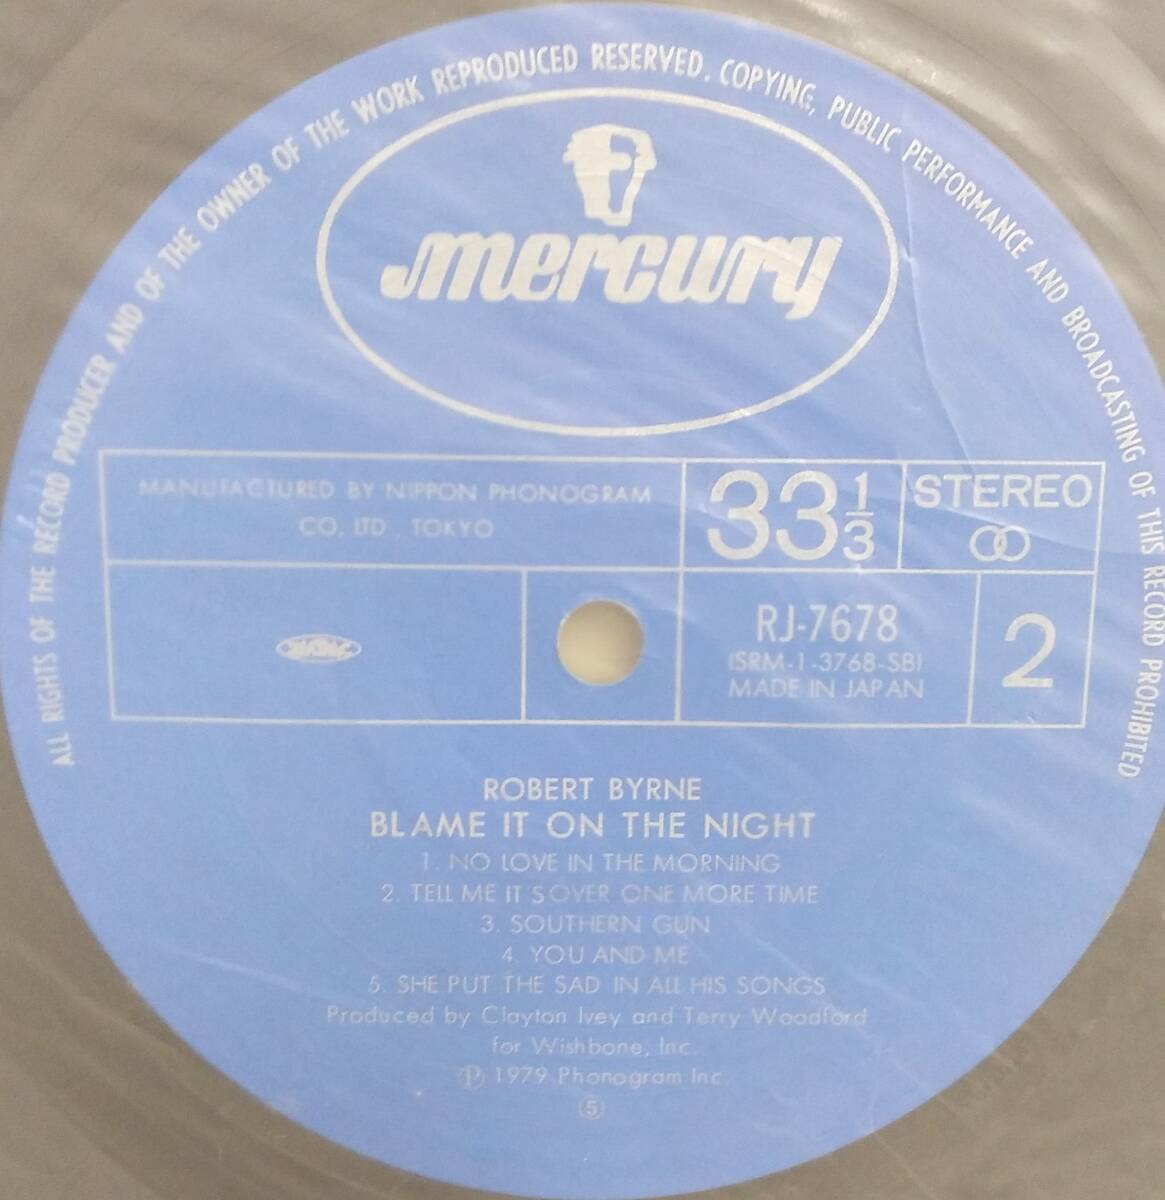 ALL RIGHTS OF THE RECORD PRODUCER AND OF THE OWNER OF THE WORK REPRODUCED RESERVED. COPYING, PUBLIC PERFORMANCE AND BROADCASTING OF THIS RECORD PROHIBITED
mercury
MANUFACTURED BY NIPPON PHONOGRAM
CO. LTD., TOKYO
33 1/3
STEREO
RJ-7678
(SRM-1-3768-SB)
MADE IN JAPAN
2
ROBERT BYRNE
BLAME IT ON THE NIGHT
1. NO LOVE IN THE MORNING
2. TELL ME IT'S OVER ONE MORE TIME
3. SOUTHERN GUN
4. YOU AND ME
5. SHE PUT THE SAD IN ALL HIS SONGS
Produced by Clayton Ivey and Terry Woodford
for Wishbone, Inc.
Ⓟ 1979 Phonogram Inc.
⑤